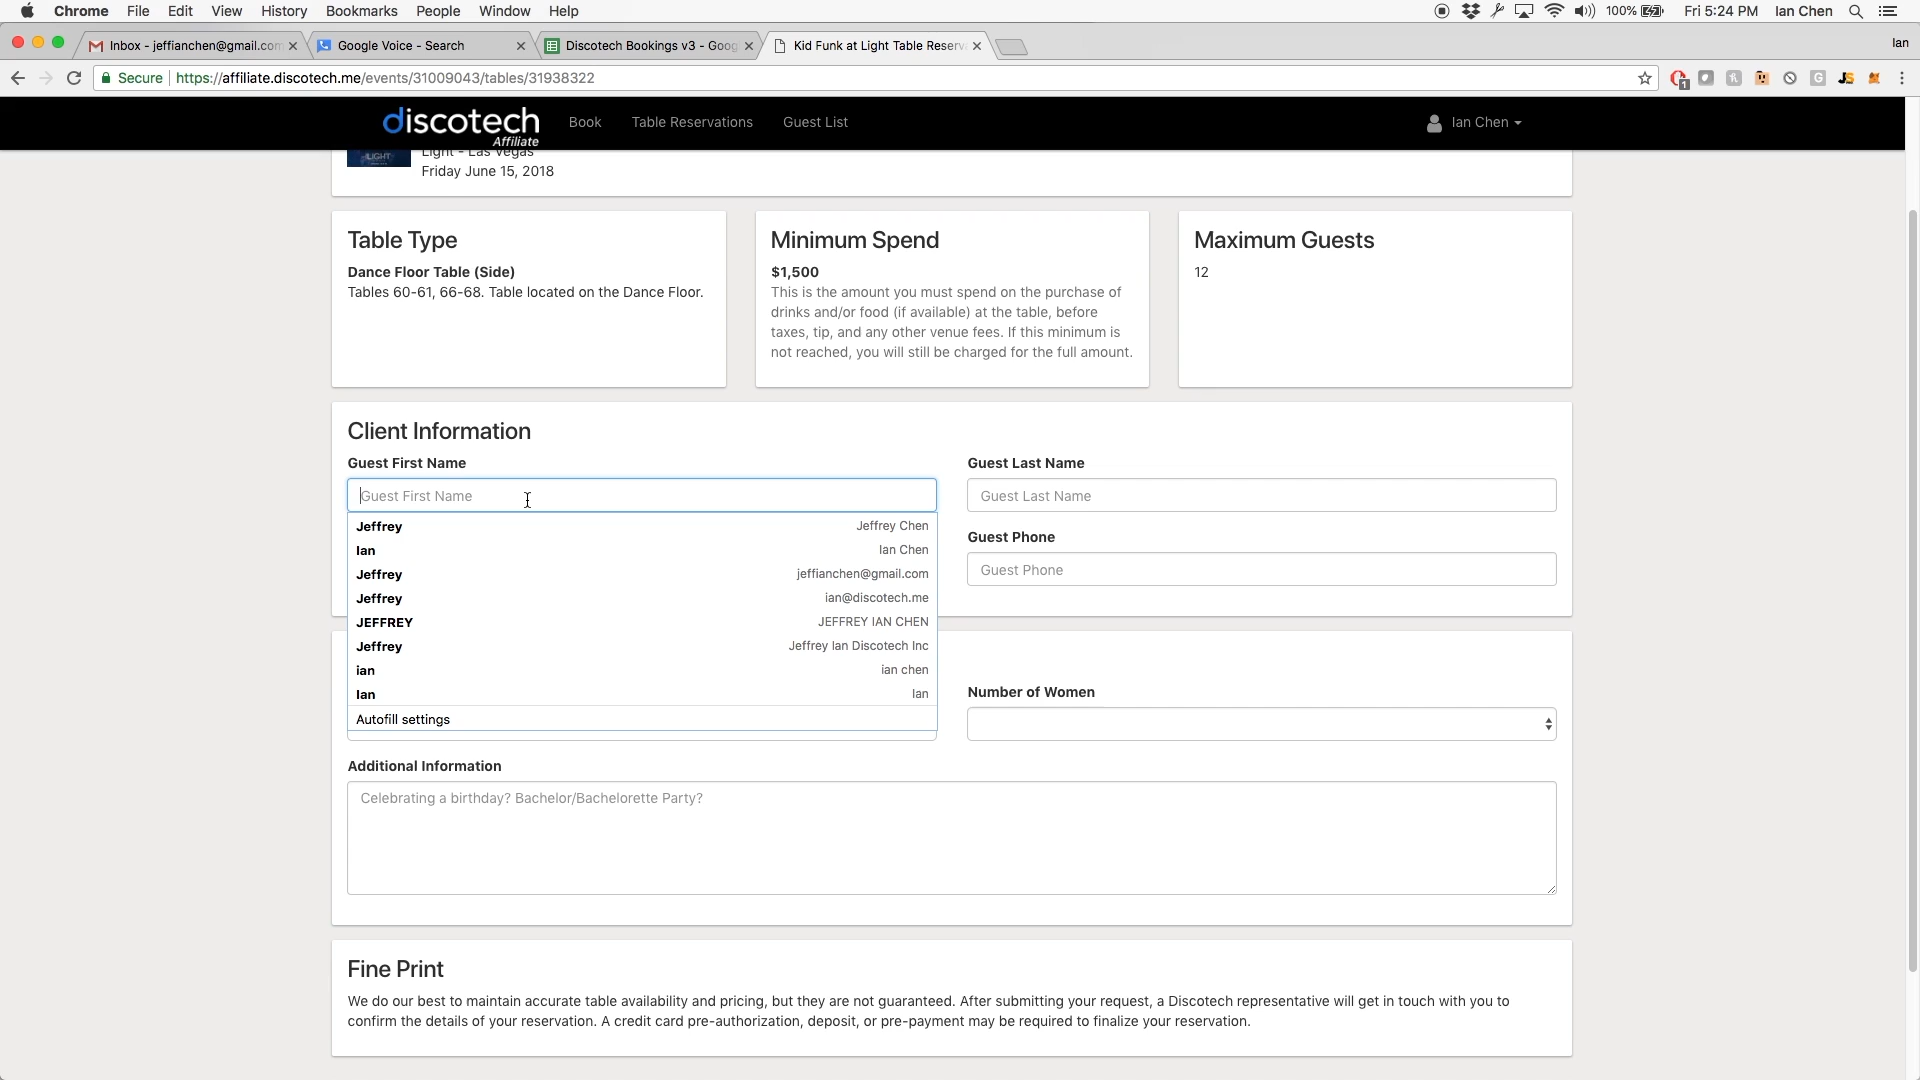 Chrome File Edit View History Bookmarks People Window Help 100% Fri 5:24 PM Ian Chen
Inbox - jeffianchen@gmail.com Google Voice - Search Discotech Bookings v3 - Goog Kid Funk at Light Table Reserv Ian
Secure https://affiliate.discotech.me/events/31009043/tables/31938322
discotech Affiliate Book Table Reservations Guest List Ian Chen
LIGHT
Light - Las Vegas
Friday June 15, 2018
Table Type
Dance Floor Table (Side)
Tables 60-61, 66-68. Table located on the Dance Floor.
Minimum Spend
$1,500
This is the amount you must spend on the purchase of
drinks and/or food (if available) at the table, before
taxes, tip, and any other venue fees. If this minimum is
not reached, you will still be charged for the full amount.
Maximum Guests
12
Client Information
Guest First Name Guest Last Name
Guest First Name Guest Last Name
Jeffrey Jeffrey Chen
Ian Ian Chen
Jeffrey jeffianchen@gmail.com
Jeffrey ian@discotech.me
JEFFREY JEFFREY IAN CHEN
Jeffrey Jeffrey Ian Discotech Inc
ian ian chen
Ian Ian
Autofill settings
Guest Phone
Guest Phone
Number of Women
Additional Information
Celebrating a birthday? Bachelor/Bachelorette Party?
Fine Print
We do our best to maintain accurate table availability and pricing, but they are not guaranteed. After submitting your request, a Discotech representative will get in touch with you to
confirm the details of your reservation. A credit card pre-authorization, deposit, or pre-payment may be required to finalize your reservation.